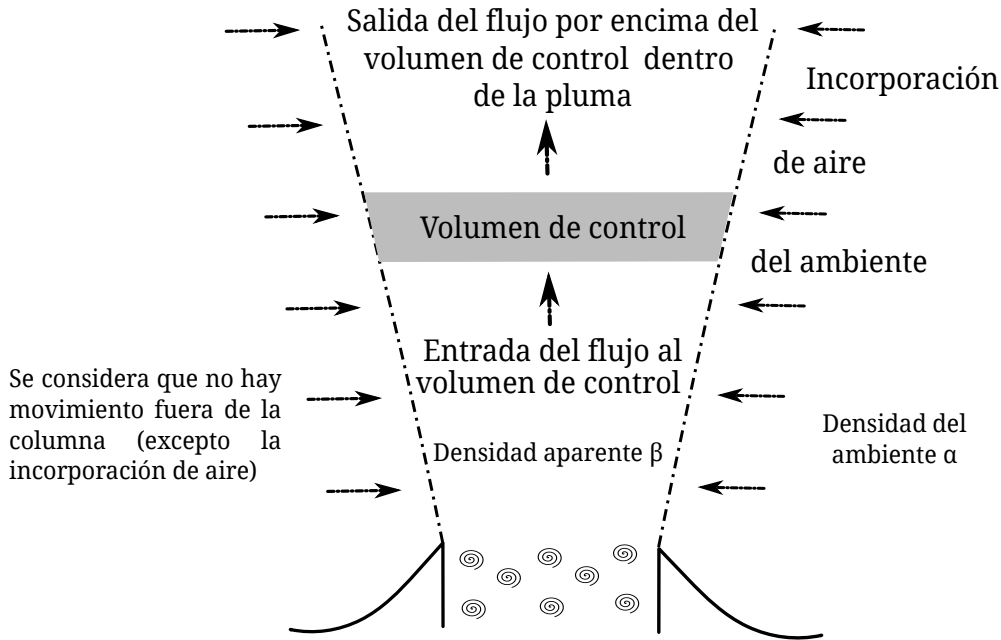 Salida del flujo por encima del
volumen de control dentro
de la pluma
Incorporación
de aire
del ambiente
Volumen de control
Entrada del flujo al
volumen de control
Se considera que no hay
movimiento fuera de la
columna (excepto la
incorporación de aire)
Densidad aparente β
Densidad del
ambiente α